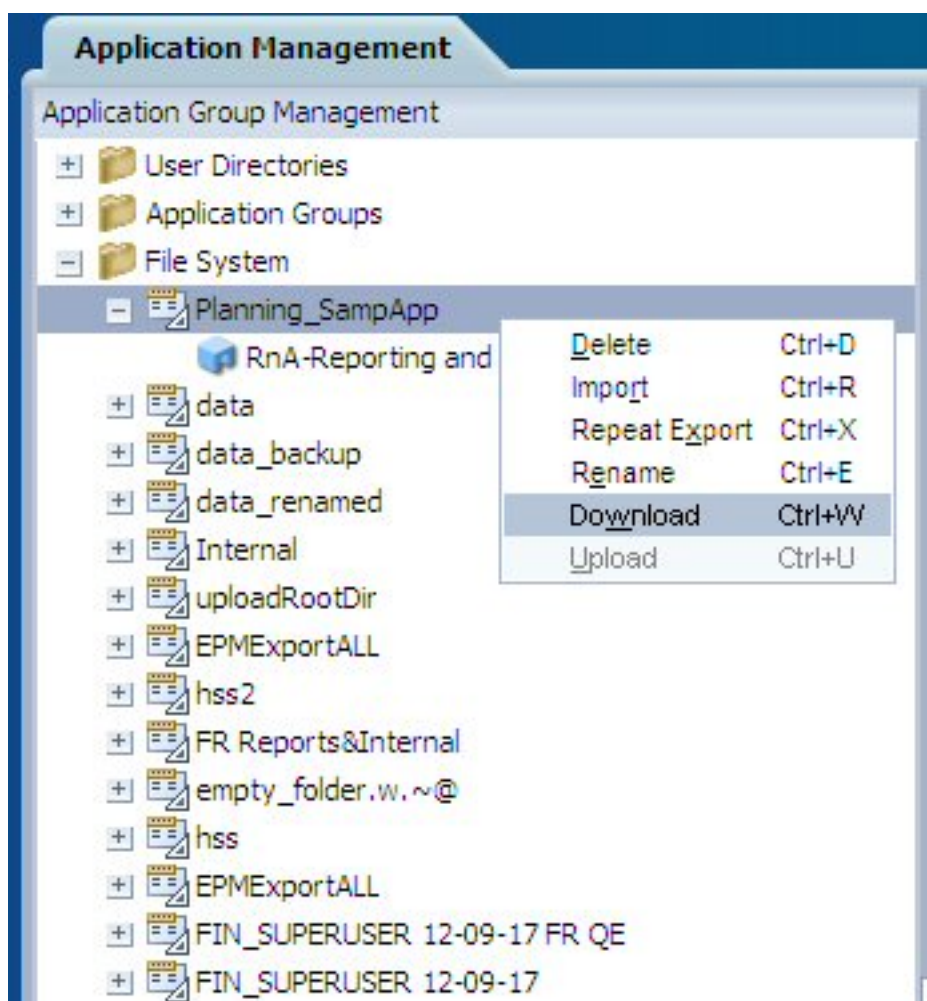 Application Management
Application Group Management
User Directories
Application Groups
File System
Planning_SampApp
RnA-Reporting and
Delete Ctrl+D
Import Ctrl+R
Repeat Export Ctrl+X
Rename Ctrl+E
Download Ctrl+W
Upload Ctrl+U
data
data_backup
data_renamed
Internal
uploadRootDir
EPMExportALL
hss2
FR Reports&Internal
empty_folder.w.~@
hss
EPMExportALL
FIN_SUPERUSER 12-09-17 FR QE
FIN_SUPERUSER 12-09-17